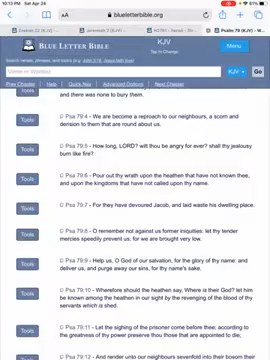 10:13 PM Sat Apr 24
AA
blueletterbible.org
BLUE LETTER BIBLE
KJV
Tap to Change
Menu
KJV
Go
Prev Chapter
Help
Quick Nav
Advanced Options
Next Chapter
Tools
and there was none to bury them.
Tools
Psa 79:4 - We are become a reproach to our neighbours, a scorn and
derision to them that are round about us.
Tools
Psa 79:5 - How long, LORD? wilt thou be angry for ever? shall thy jealousy
burn like fire?
Tools
Psa 79:6 - Pour out thy wrath upon the heathen that have not known thee,
and upon the kingdoms that have not called upon thy name.
Tools
Psa 79:7 - For they have devoured Jacob, and laid waste his dwelling place.
Tools
Psa 79:8 - O remember not against us former iniquities: let thy tender
mercies speedily prevent us: for we are brought very low.
Tools
Psa 79:9 - Help us, O God of our salvation, for the glory of thy name: and
deliver us, and purge away our sins, for thy name's sake.
Tools
Psa 79:10 - Wherefore should the heathen say, Where is their God? let him
be known among the heathen in our sight by the revenging of the blood of thy
servants which is shed.
Tools
Psa 79:11 - Let the sighing of the prisoner come before thee; according to
the greatness of thy power preserve thou those that are appointed to die;
Tools
Psa 79:12 - And render unto our neighbours sevenfold into their bosom their